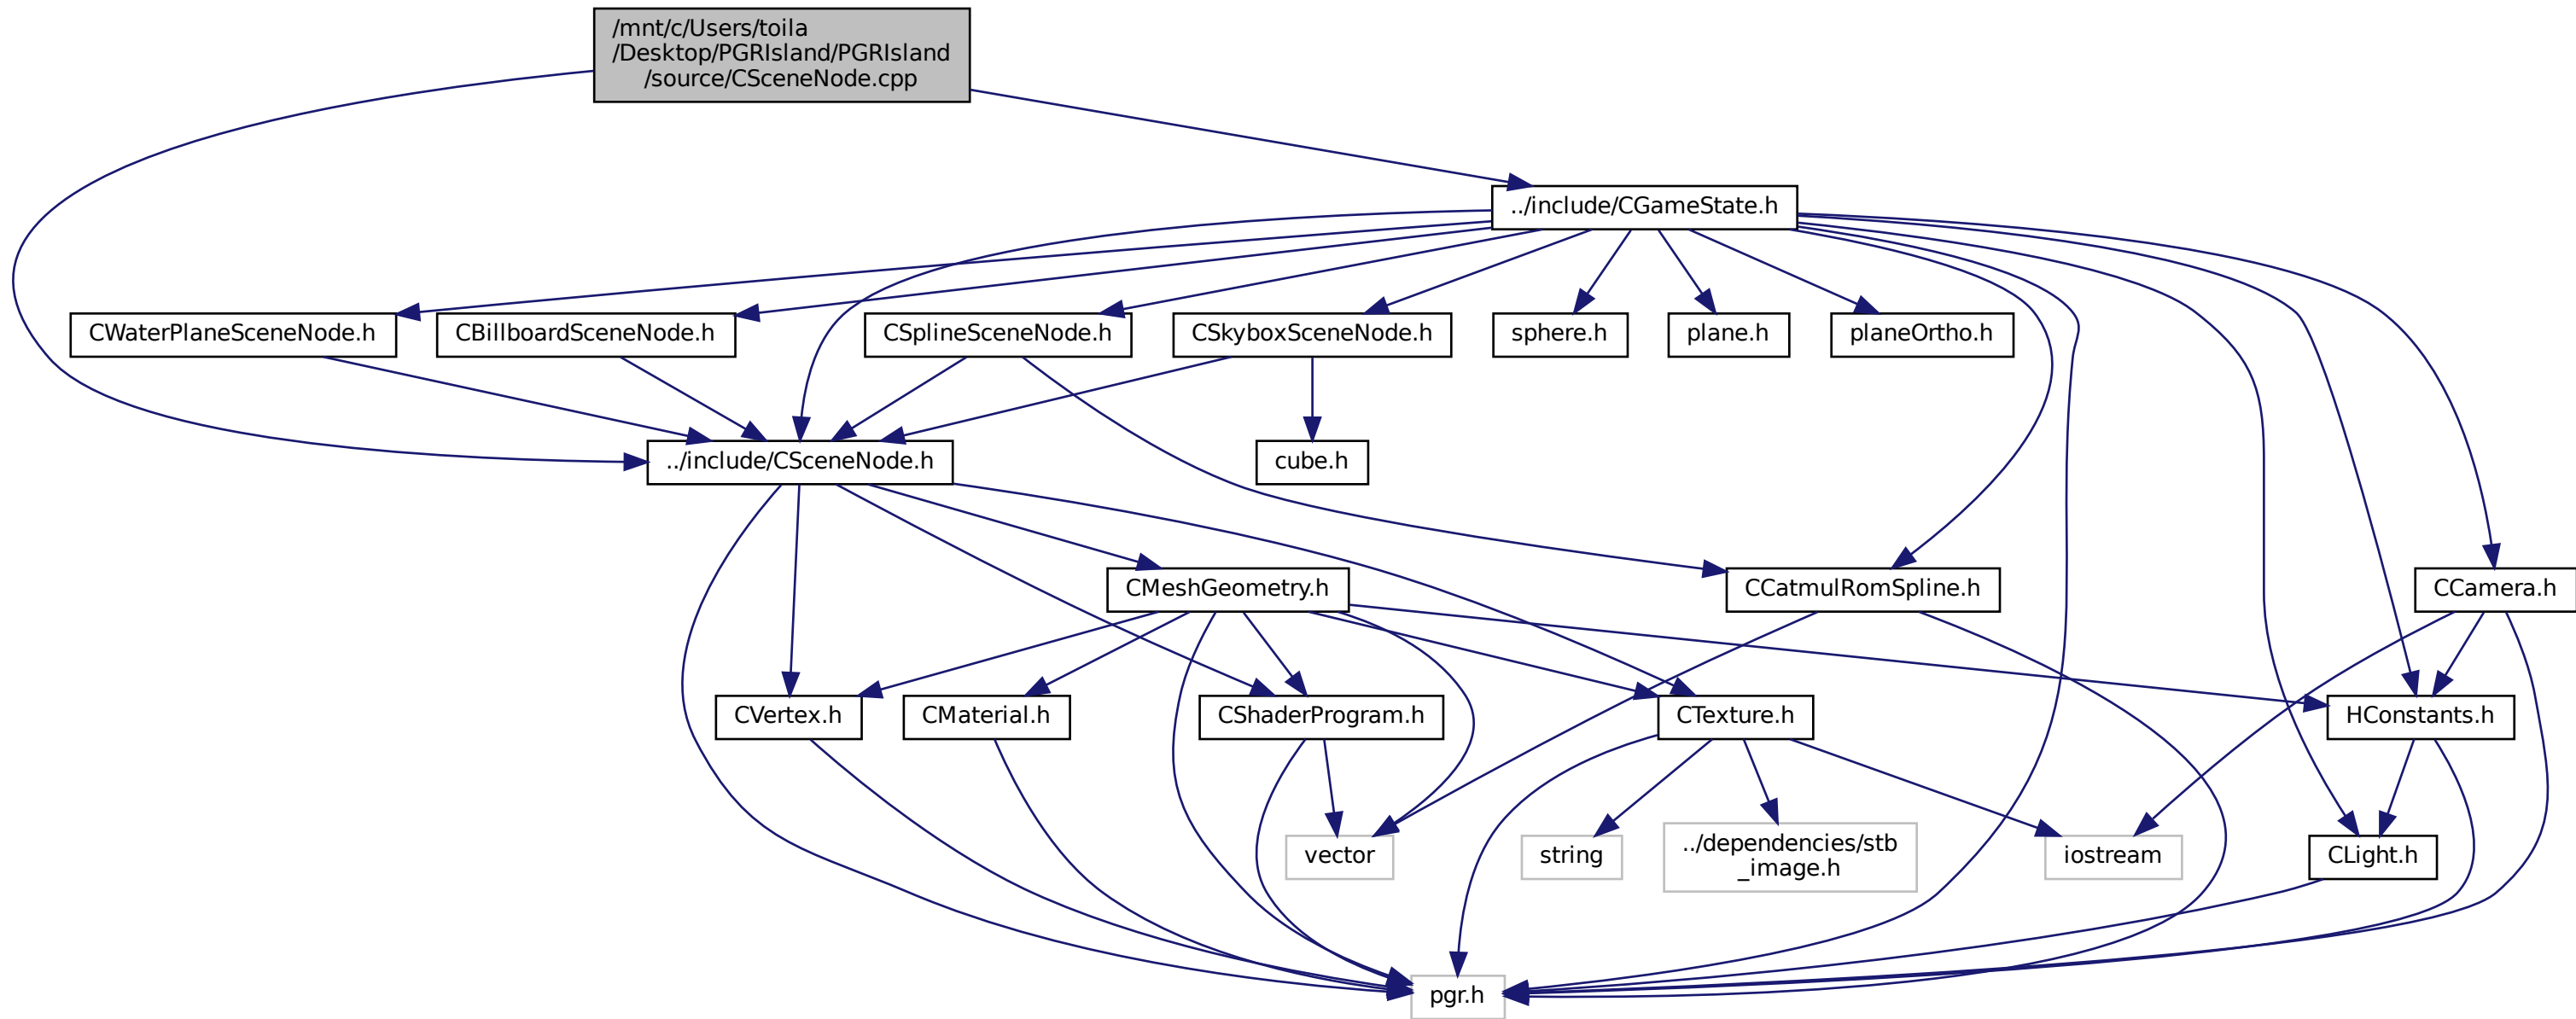 /mnt/c/Users/toila
/Desktop/PGRIsland/PGRIsland
/source/CSceneNode.cpp
../include/CGameState.h
CWaterPlaneSceneNode.h
CBillboardSceneNode.h
CSplineSceneNode.h
CSkyboxSceneNode.h
sphere.h
plane.h
planeOrtho.h
../include/CSceneNode.h
cube.h
CMeshGeometry.h
CCatmulRomSpline.h
CCamera.h
CVertex.h
CMaterial.h
CShaderProgram.h
CTexture.h
HConstants.h
vector
string
../dependencies/stb
_image.h
iostream
CLight.h
pgr.h